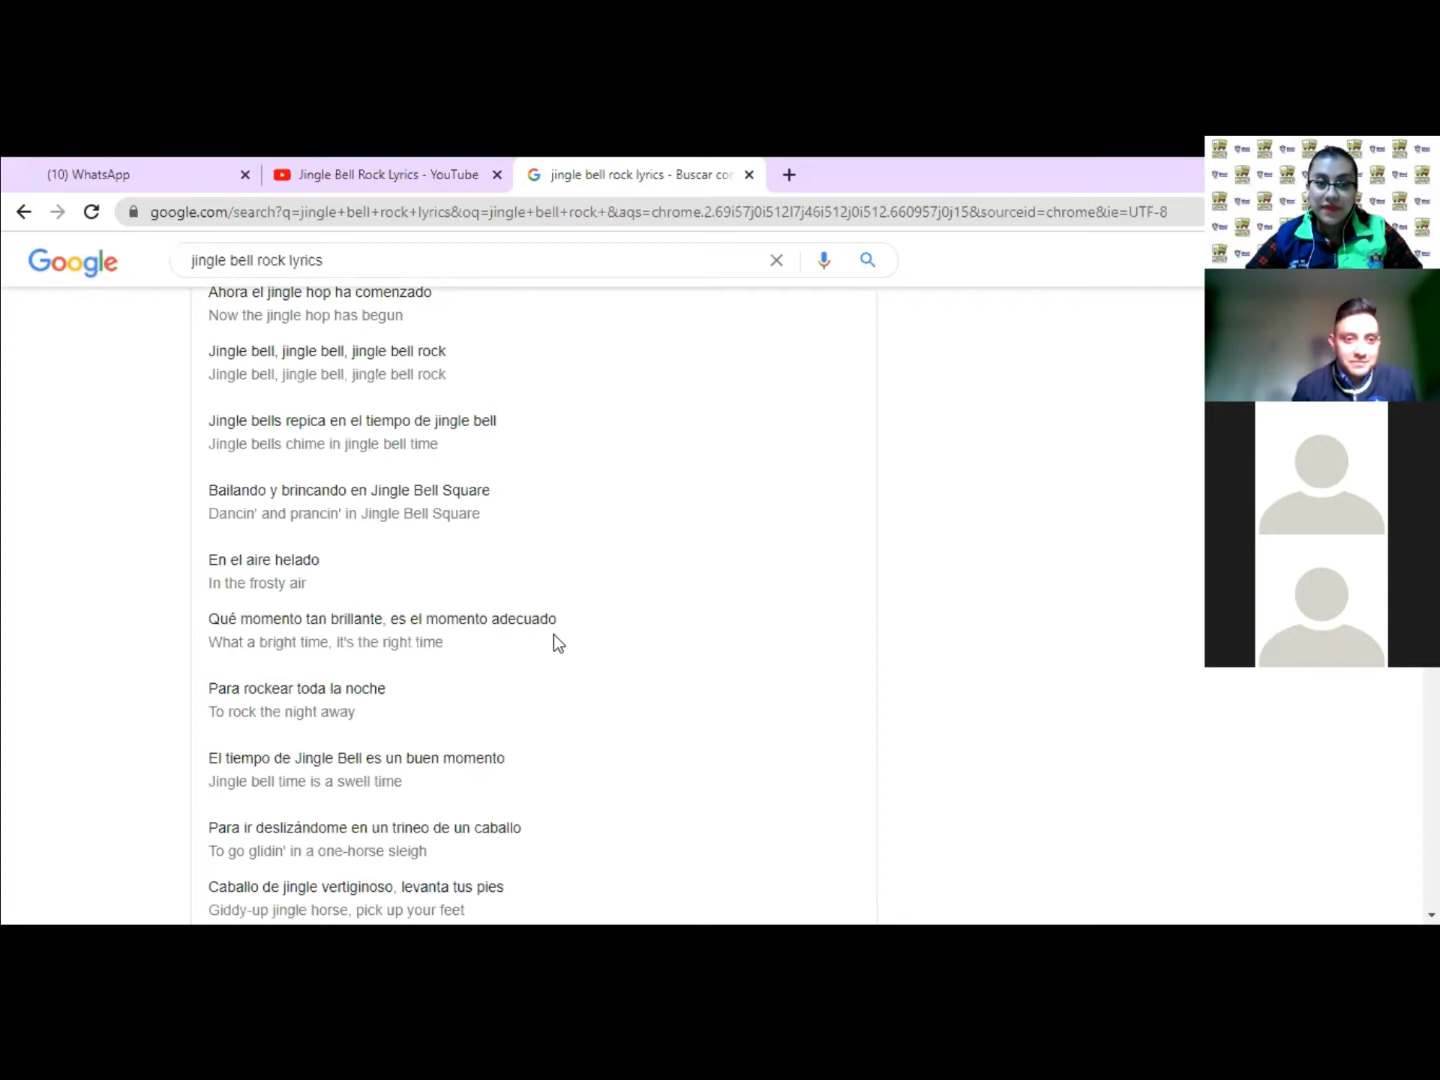 (10) WhatsApp
Jingle Bell Rock Lyrics - YouTube
jingle bell rock lyrics - Buscar cor
google.com/search?q=jingle+bell+rock+lyrics&oq=jingle+bell+rock+&aqs=chrome.2.69i57j0i512l7j46i512j0i512.660957j0j15&sourceid=chrome&ie=UTF-8
Google
jingle bell rock lyrics
Ahora el jingle hop ha comenzado
Now the jingle hop has begun
Jingle bell, jingle bell, jingle bell rock
Jingle bell, jingle bell, jingle bell rock
Jingle bells repica en el tiempo de jingle bell
Jingle bells chime in jingle bell time
Bailando y brincando en Jingle Bell Square
Dancin' and prancin' in Jingle Bell Square
En el aire helado
In the frosty air
Qué momento tan brillante, es el momento adecuado
What a bright time, it's the right time
Para rockear toda la noche
To rock the night away
El tiempo de Jingle Bell es un buen momento
Jingle bell time is a swell time
Para ir deslizándome en un trineo de un caballo
To go glidin' in a one-horse sleigh
Caballo de jingle vertiginoso, levanta tus pies
Giddy-up jingle horse, pick up your feet